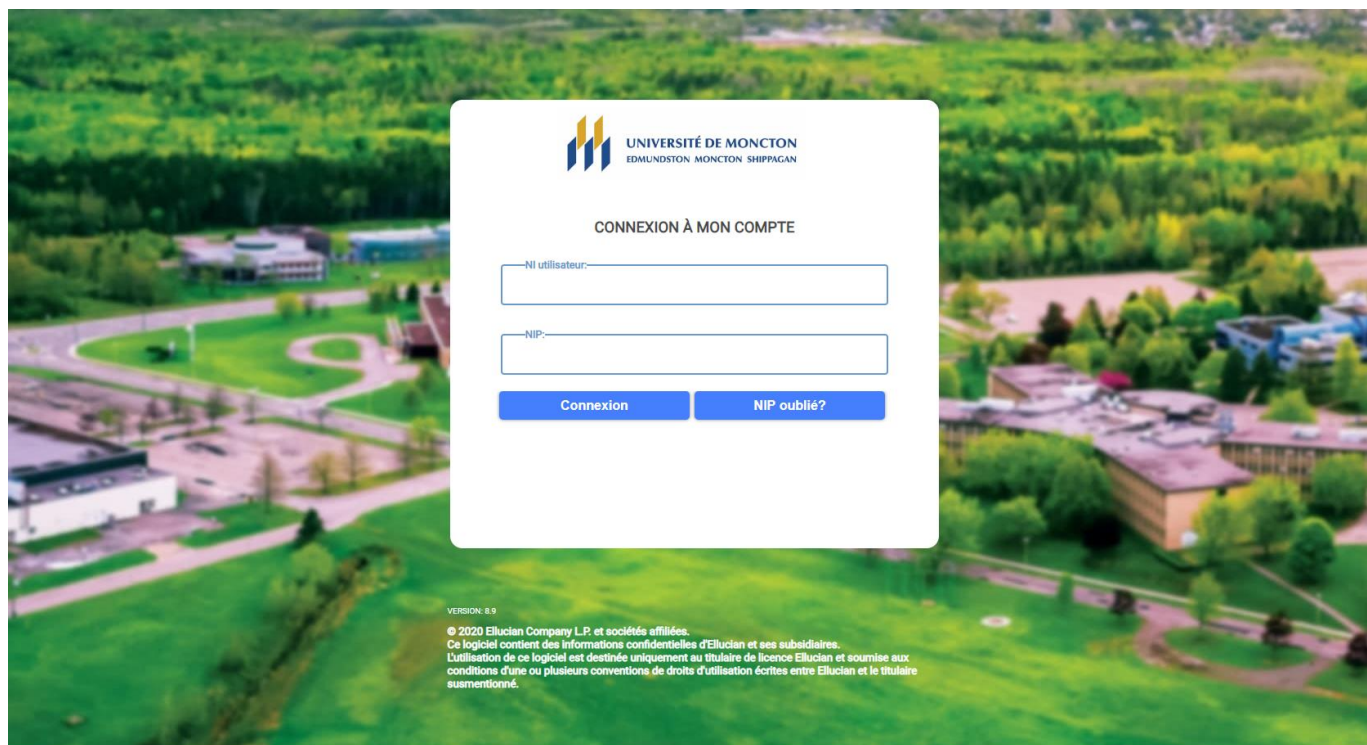 UNIVERSITÉ DE MONCTON
EDMUNDSTON MONCTON SHIPPAGAN
CONNEXION À MON COMPTE
NI utilisateur:
NIP:
Connexion
NIP oublié?
VERSION: 8.9
© 2020 Ellucian Company L.P. et sociétés affiliées.
Ce logiciel contient des informations confidentielles d'Ellucian et ses subsidiaires.
L'utilisation de ce logiciel est destinée uniquement au titulaire de licence Ellucian et soumise aux
conditions d'une ou plusieurs conventions de droits d'utilisation écrites entre Ellucian et le titulaire
susmentionné.